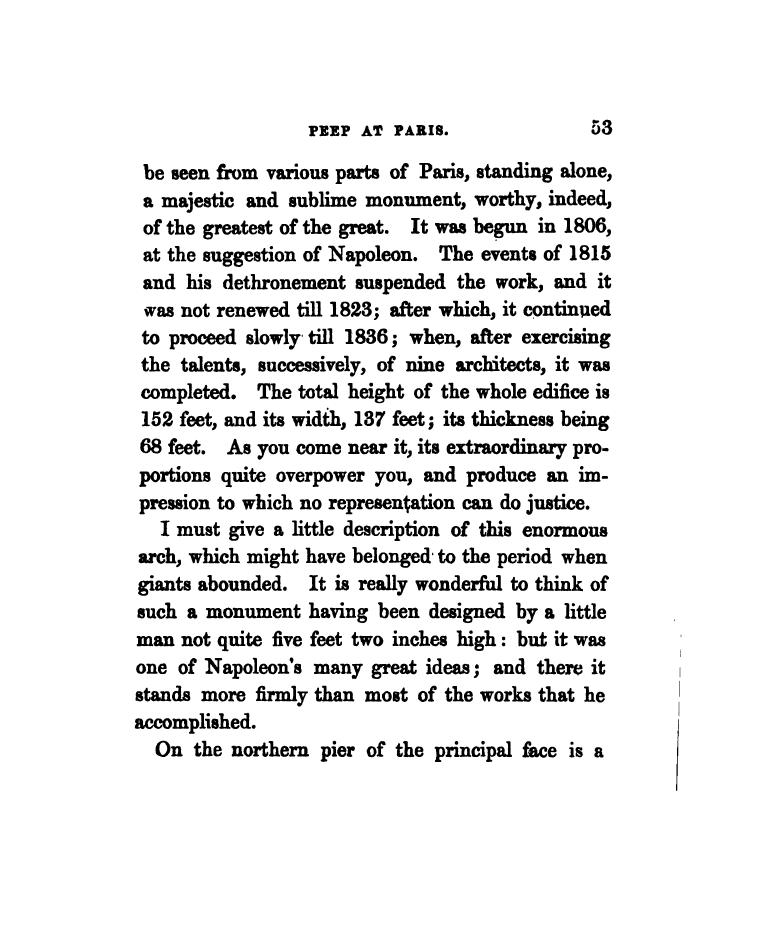 PEEP AT PARIS. 53
be seen from various parts of Paris, standing alone,
a majestic and sublime monument, worthy, indeed,
of the greatest of the great. It was begun in 1806,
at the suggestion of Napoleon. The events of 1815
and his dethronement suspended the work, and it
was not renewed till 1823; after which, it continued
to proceed slowly till 1836; when, after exercising
the talents, successively, of nine architects, it was
completed. The total height of the whole edifice is
152 feet, and its width, 137 feet; its thickness being
68 feet. As you come near it, its extraordinary pro-
portions quite overpower you, and produce an im-
pression to which no representation can do justice.
I must give a little description of this enormous
arch, which might have belonged to the period when
giants abounded. It is really wonderful to think of
such a monument having been designed by a little
man not quite five feet two inches high: but it was
one of Napoleon's many great ideas; and there it
stands more firmly than most of the works that he
accomplished.
On the northern pier of the principal face is a